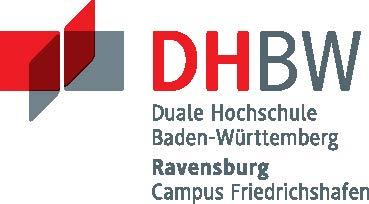 DHBW
Duale Hochschule
Baden-Württemberg
Ravensburg
Campus Friedrichshafen